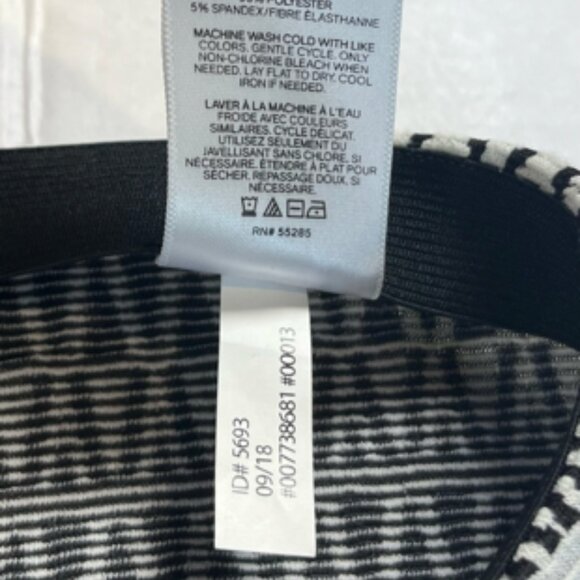 POLYESTER
5% SPANDEX/FIBRE ÉLASTHANNE
MACHINE WASH COLD WITH LIKE
COLORS. GENTLE CYCLE. ONLY
NON-CHLORINE BLEACH WHEN
NEEDED. LAY FLAT TO DRY. COOL
IRON IF NEEDED.
LAVER À LA MACHINE À L'EAU
FROIDE AVEC COULEURS
SIMILAIRES, CYCLE DÉLICAT.
UTILISEZ SEULEMENT DU
JAVELLISANT SANS CHLORE, SI
NÉCESSAIRE. ÉTENDRE À PLAT POUR
SÉCHER. REPASSAGE DOUX, SI
NÉCESSAIRE.
RN# 55285
ID# 5693
09/18
#007738681 #00013